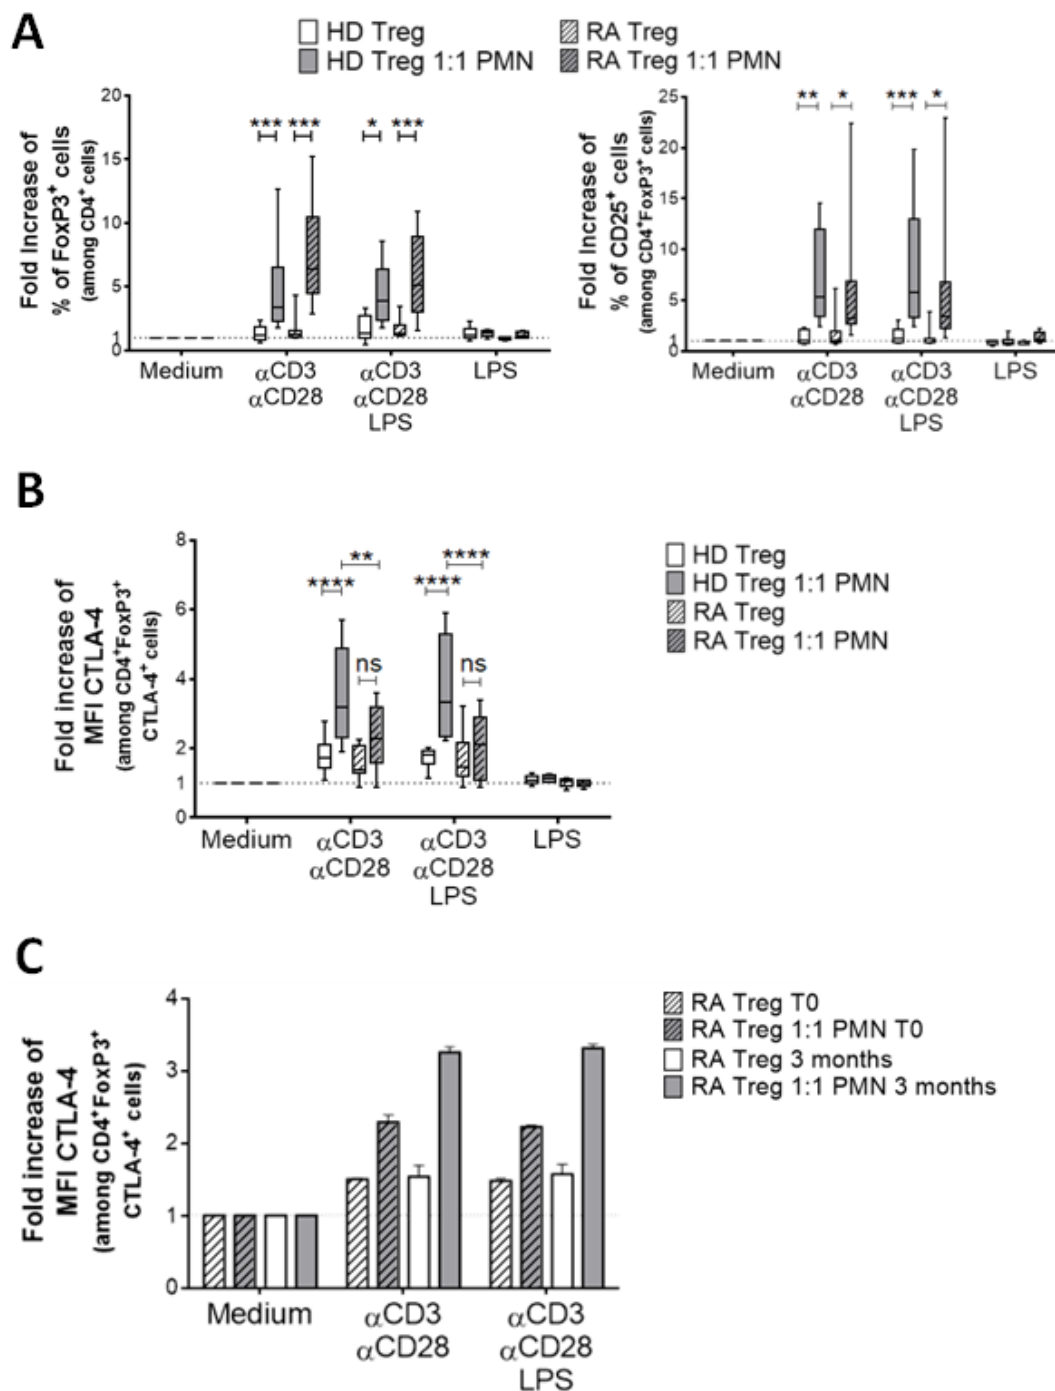 A
HD Treg
RA Treg
HD Treg 1:1 PMN
RA Treg 1:1 PMN
Fold Increase of
% of FoxP3⁺ cells
(among CD4⁺ cells)
20
15
10
5
1
0
*** *** * ***
Medium
αCD3
αCD28
αCD3
αCD28
LPS
LPS
Fold Increase of
% of CD25⁺ cells
(among CD4⁺FoxP3⁺ cells)
25
20
15
10
5
1
0
** * *** *
Medium
αCD3
αCD28
αCD3
αCD28
LPS
LPS
B
Fold increase of
MFI CTLA-4
(among CD4⁺FoxP3⁺
CTLA-4⁺ cells)
8
6
4
2
1
0
** ****
**** ****
ns ns
Medium
αCD3
αCD28
αCD3
αCD28
LPS
LPS
HD Treg
HD Treg 1:1 PMN
RA Treg
RA Treg 1:1 PMN
C
Fold increase of
MFI CTLA-4
(among CD4⁺FoxP3⁺
CTLA-4⁺ cells)
4
3
2
1
0
Medium
αCD3
αCD28
αCD3
αCD28
LPS
RA Treg T0
RA Treg 1:1 PMN T0
RA Treg 3 months
RA Treg 1:1 PMN 3 months